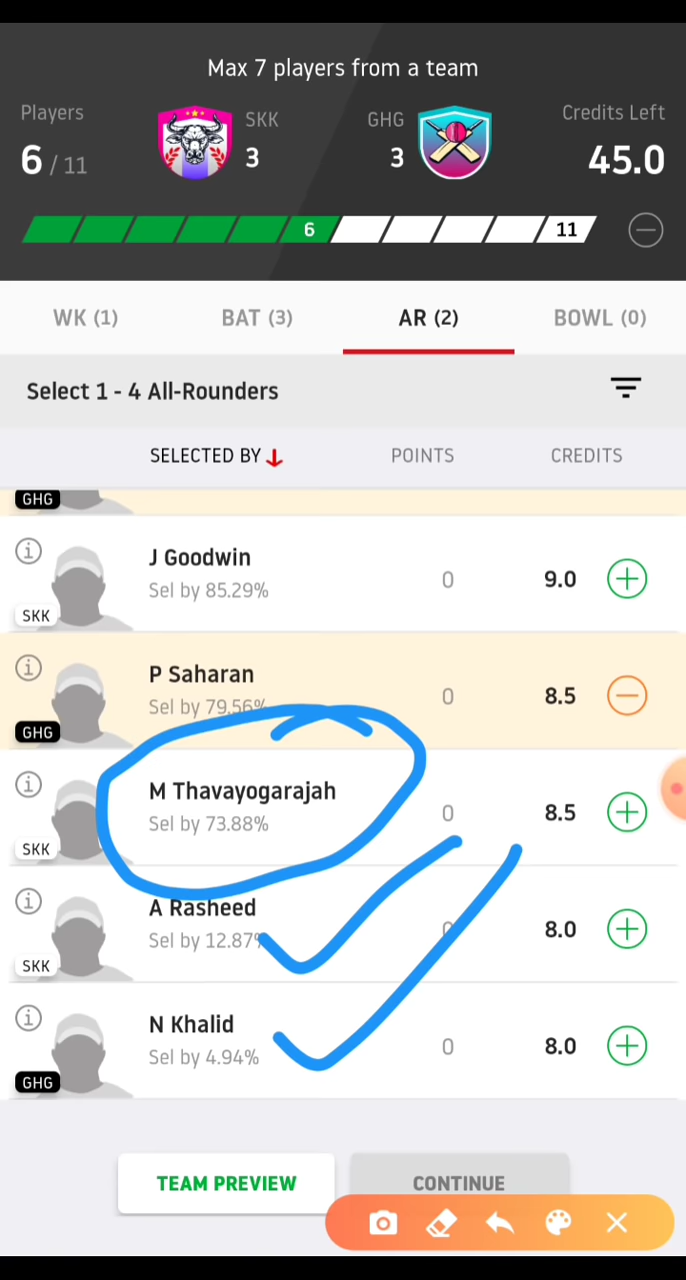 Max 7 players from a team
Players SKK GHG Credits Left
6 / 11 3 3 45.0
6 11
WK (1) BAT (3) AR (2) BOWL (0)
Select 1 - 4 All-Rounders
SELECTED BY POINTS CREDITS
GHG
J Goodwin
Sel by 85.29% 0 9.0
SKK
P Saharan
Sel by 79.56% 0 8.5
GHG
M Thavayogarajah
Sel by 73.88% 0 8.5
SKK
A Rasheed
Sel by 12.87% 0 8.0
SKK
N Khalid
Sel by 4.94% 0 8.0
GHG
TEAM PREVIEW CONTINUE